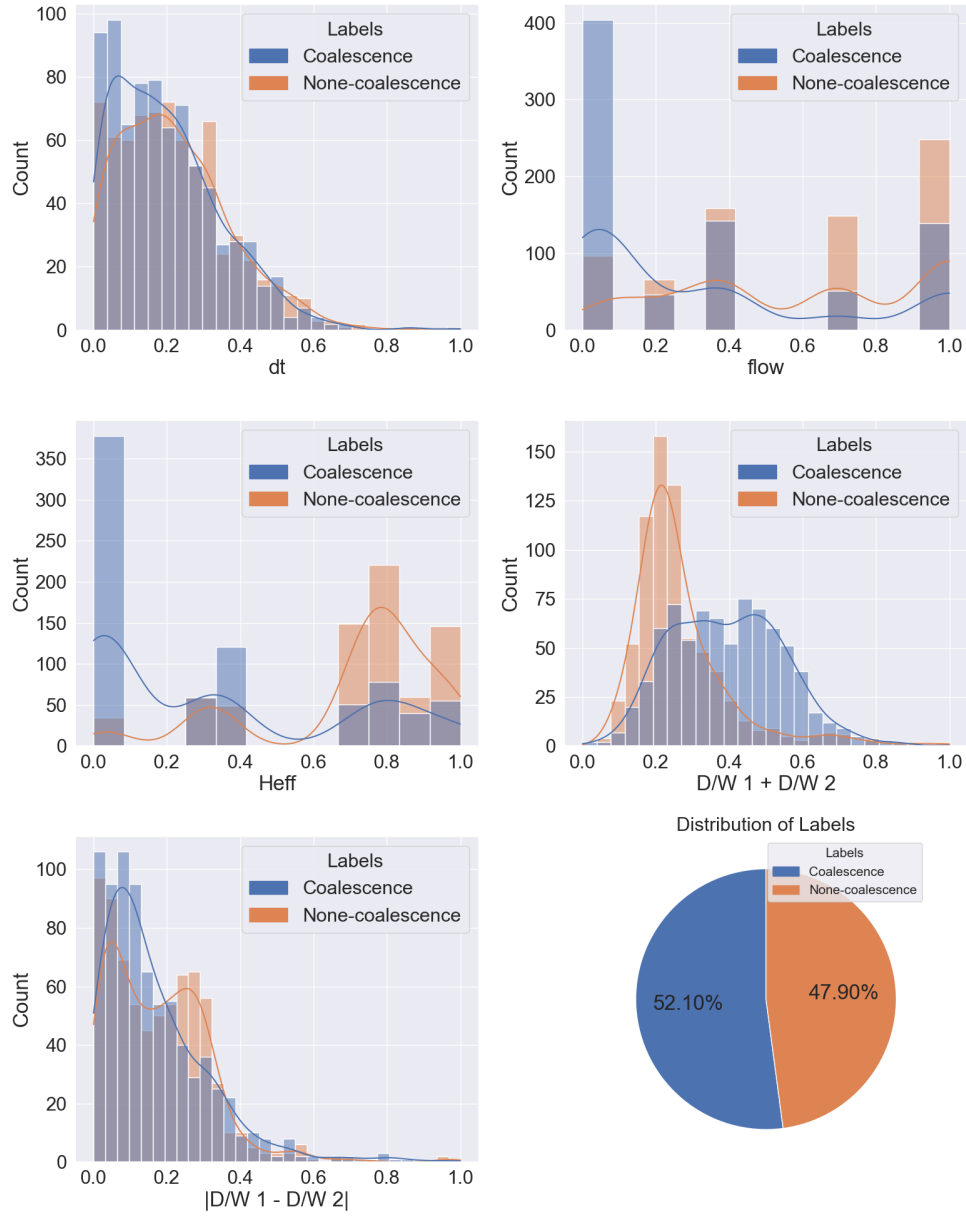 Count
100
80
60
40
20
0
Labels
Coalescence
None-coalescence
0.0 0.2 0.4 0.6 0.8 1.0
dt
Count
400
300
200
100
0
Labels
Coalescence
None-coalescence
0.0 0.2 0.4 0.6 0.8 1.0
flow
Count
350
300
250
200
150
100
50
0
Labels
Coalescence
None-coalescence
0.0 0.2 0.4 0.6 0.8 1.0
Heff
Count
150
125
100
75
50
25
0
Labels
Coalescence
None-coalescence
0.0 0.2 0.4 0.6 0.8 1.0
D/W 1 + D/W 2
Count
100
80
60
40
20
0
Labels
Coalescence
None-coalescence
0.0 0.2 0.4 0.6 0.8 1.0
|D/W 1 - D/W 2|
Distribution of Labels
Labels
Coalescence
None-coalescence
52.10%
47.90%